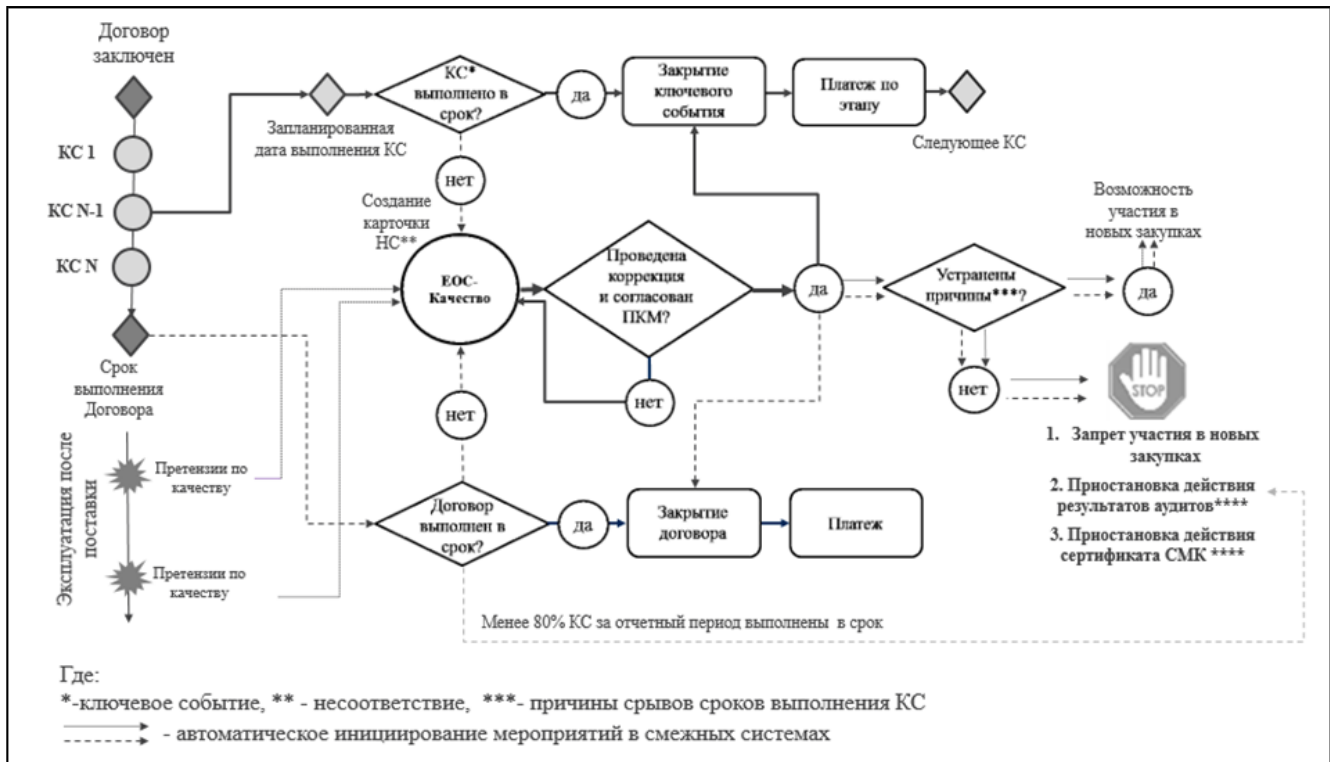 Договор
заключен
КС 1
КС N-1
КС N
Срок
выполнения
Договора
Эксплуатация после
поставки
Претензии по
качеству
Претензии по
качеству
Запланированная
дата выполнения КС
КС*
выполнено в
срок?
да
Закрытие
ключевого
события
Платеж по
этапу
Следующее КС
нет
Создание
карточки
НС**
ЕОС-
Качество
Проведена
коррекция
и согласован
ПКМ?
да
нет
Устранены
причины***?
Возможность
участия в
новых закупках
да
нет
STOP
1. Запрет участия в новых
закупках
2. Приостановка действия
результатов аудитов****
3. Приостановка действия
сертификата СМК ****
нет
Договор
выполнен в
срок?
да
Закрытие
договора
Платеж
Менее 80% КС за отчетный период выполнены в срок
Где:
*-ключевое событие, ** - несоответствие, ***- причины срывов сроков выполнения КС
- автоматическое инициирование мероприятий в смежных системах